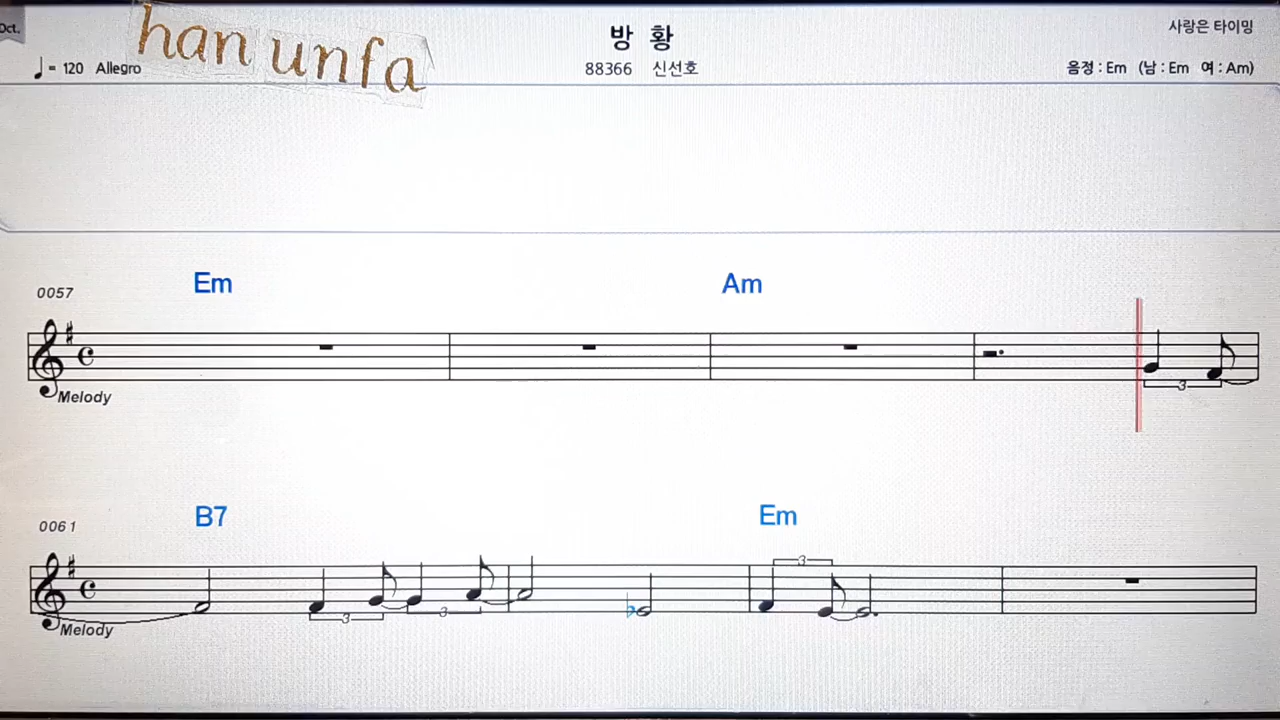 Oct.
han unfa
방 황
사랑은 타이밍
♩= 120 Allegro
88366 신선호
음정 : Em (남 : Em 여 : Am)
Em Am
0057
Melody
3
B7 Em
0061
3
3 3
Melody